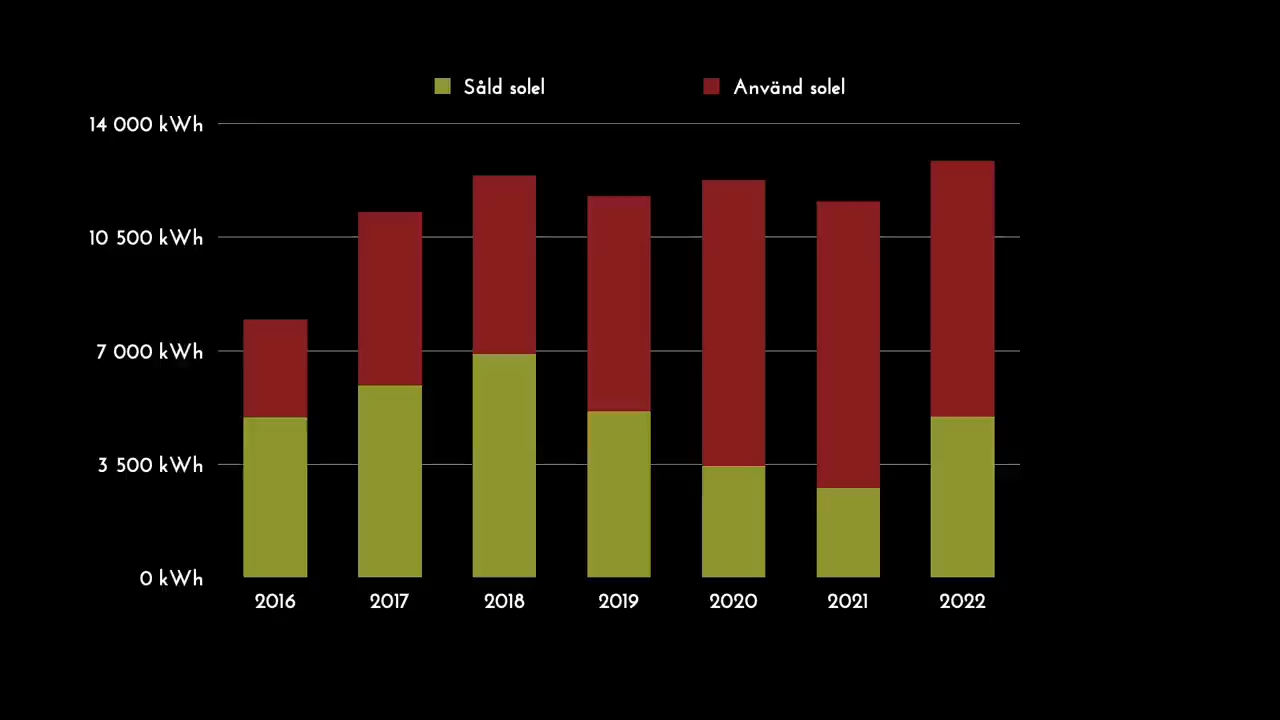 Såld solel
Använd solel
14 000 kWh
10 500 kWh
7 000 kWh
3 500 kWh
0 kWh
2016 2017 2018 2019 2020 2021 2022